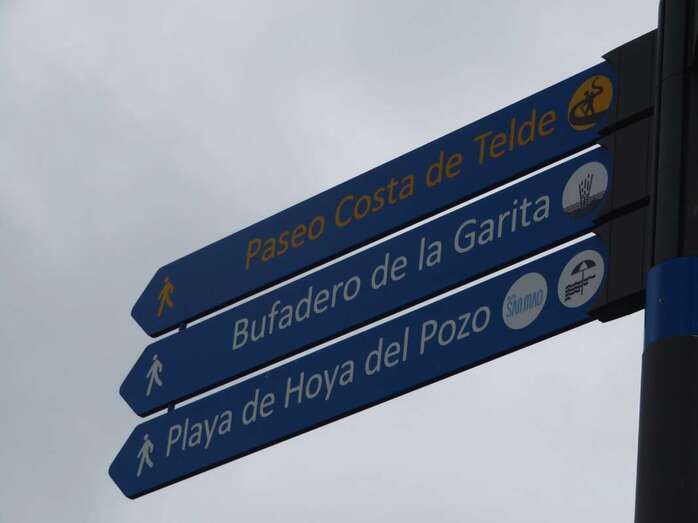 Paseo Costa de Telde
Bufadero de la Garita
Playa de Hoya del Pozo